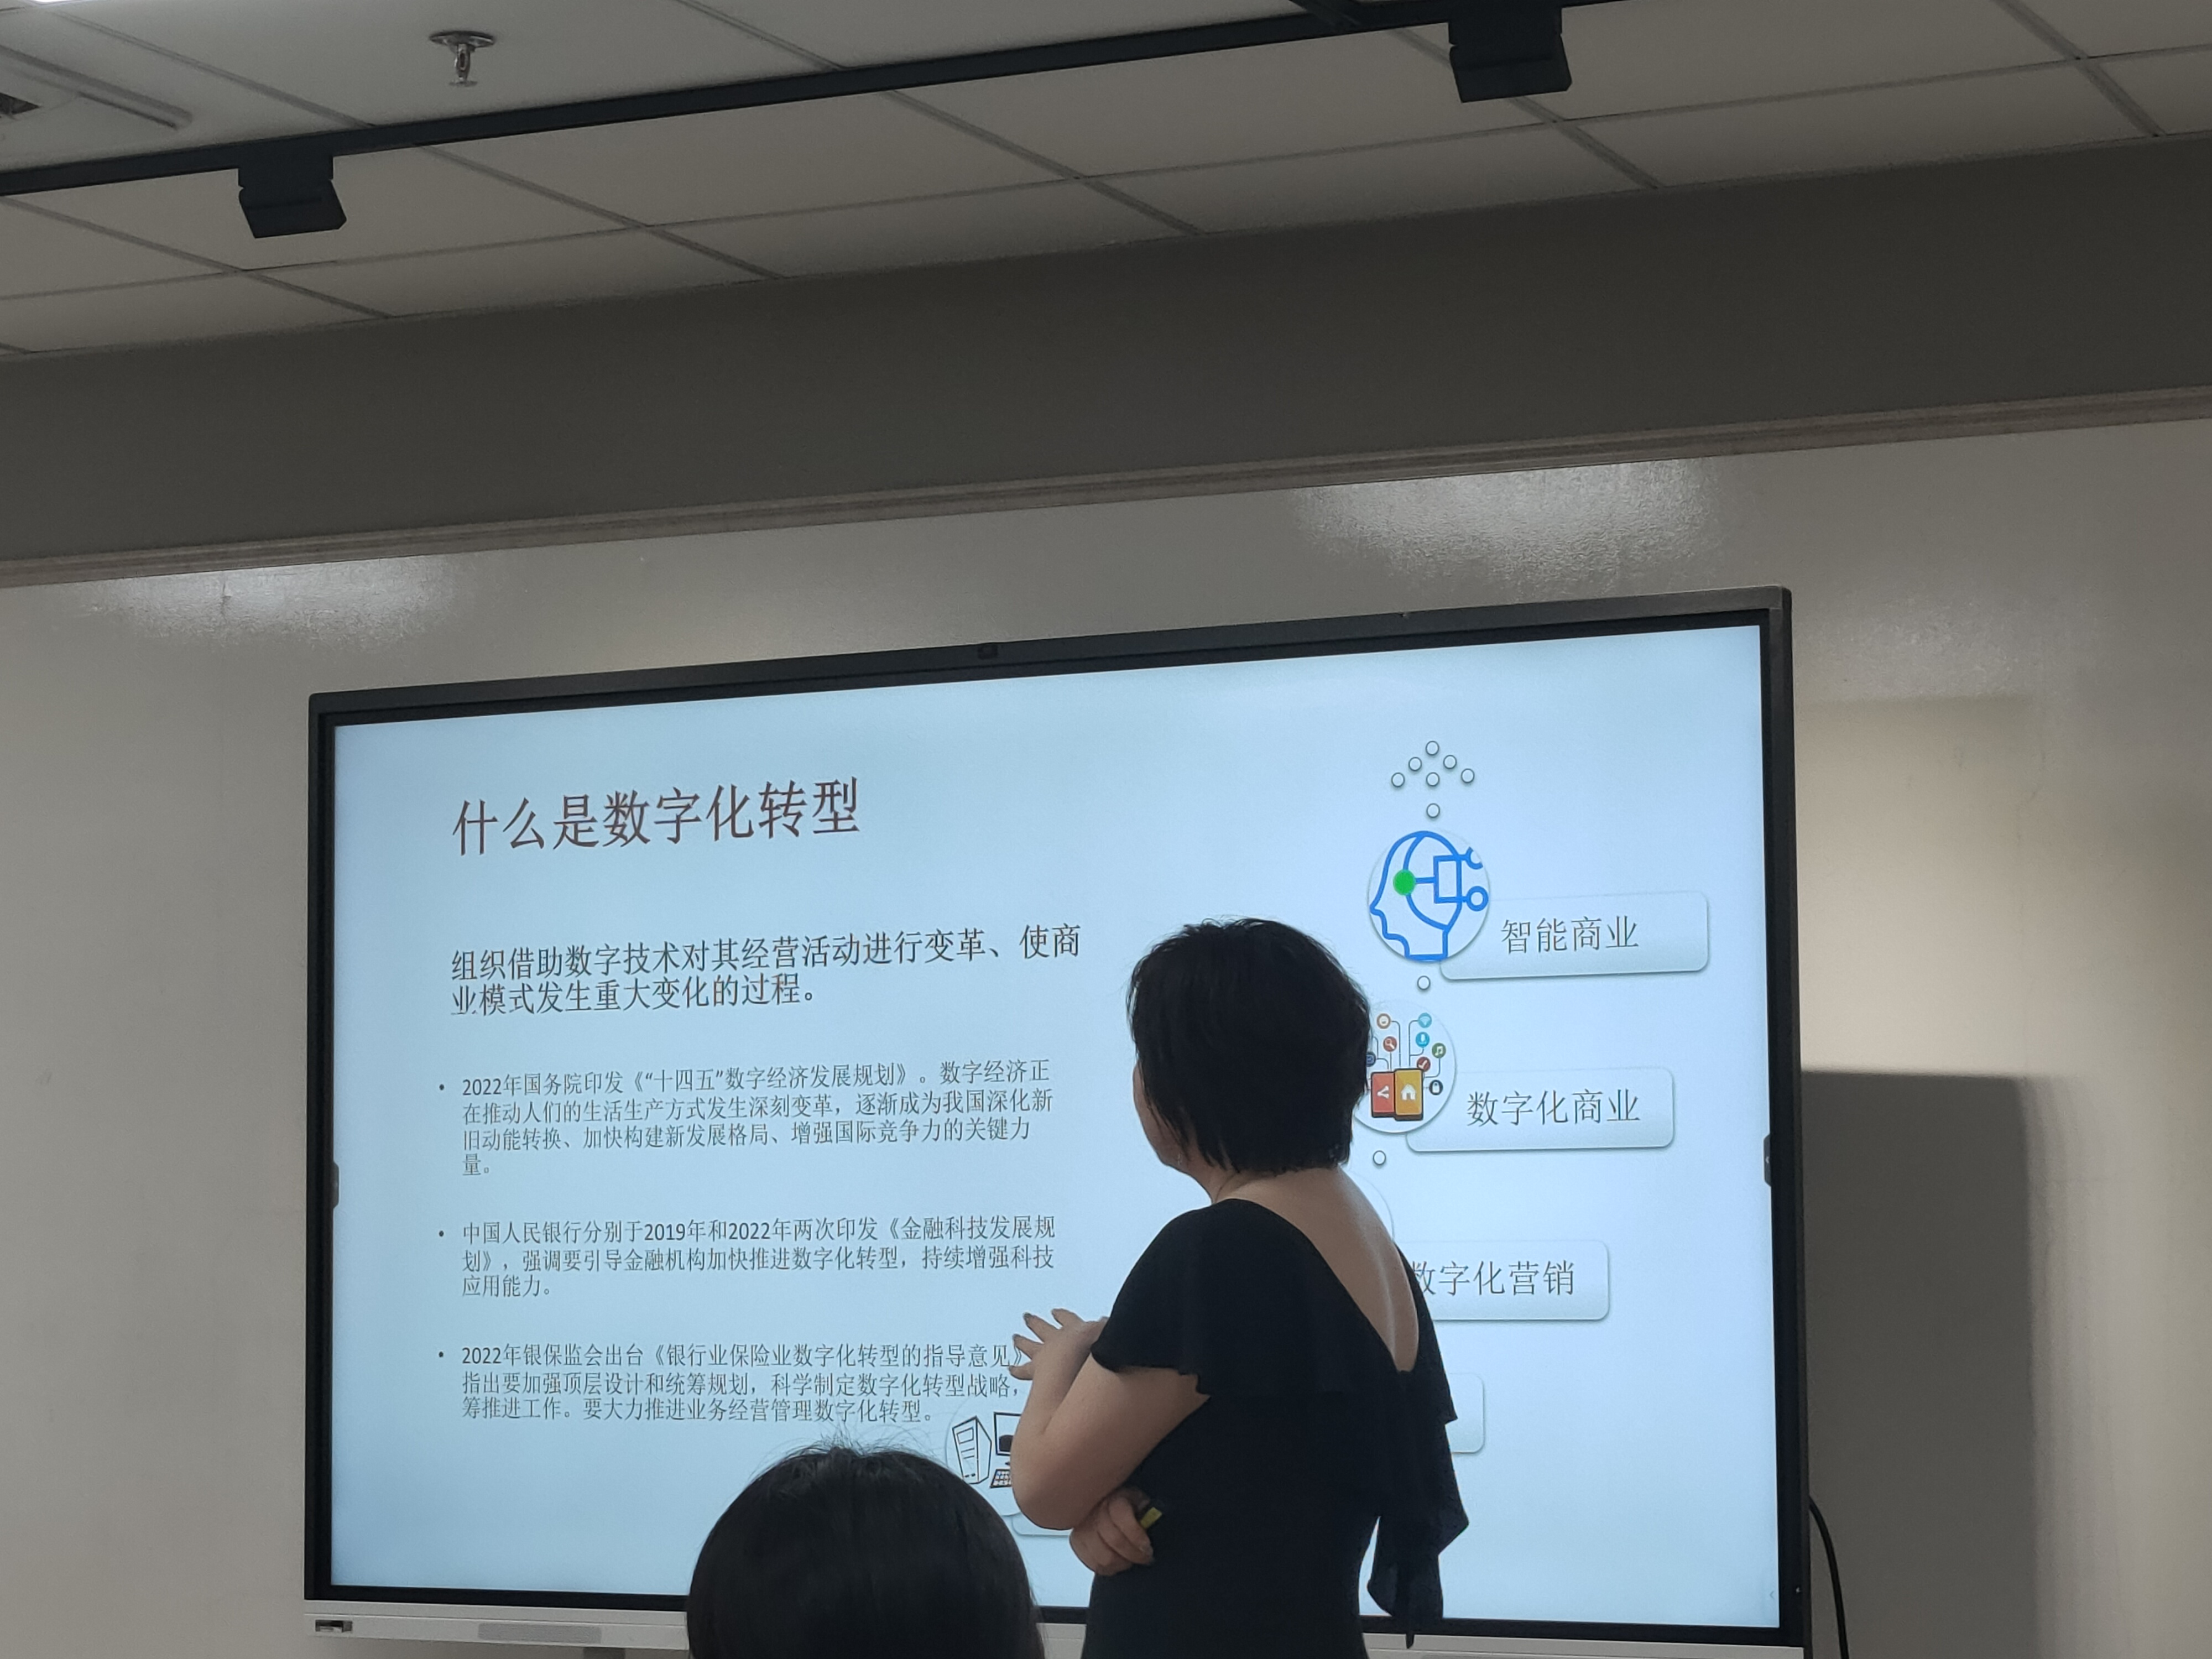 什么是数字化转型
组织借助数字技术对其经营活动进行变革、使商
业模式发生重大变化的过程。
• 2022年国务院印发《“十四五”数字经济发展规划》。数字经济正
在推动人们的生活生产方式发生深刻变革，逐渐成为我国深化新
旧动能转换、加快构建新发展格局、增强国际竞争力的关键力
量。
• 中国人民银行分别于2019年和2022年两次印发《金融科技发展规
划》，强调要引导金融机构加快推进数字化转型，持续增强科技
应用能力。
• 2022年银保监会出台《银行业保险业数字化转型的指导意见》
指出要加强顶层设计和统筹规划，科学制定数字化转型战略，
筹推进工作。要大力推进业务经营管理数字化转型。
智能商业
数字化商业
数字化营销